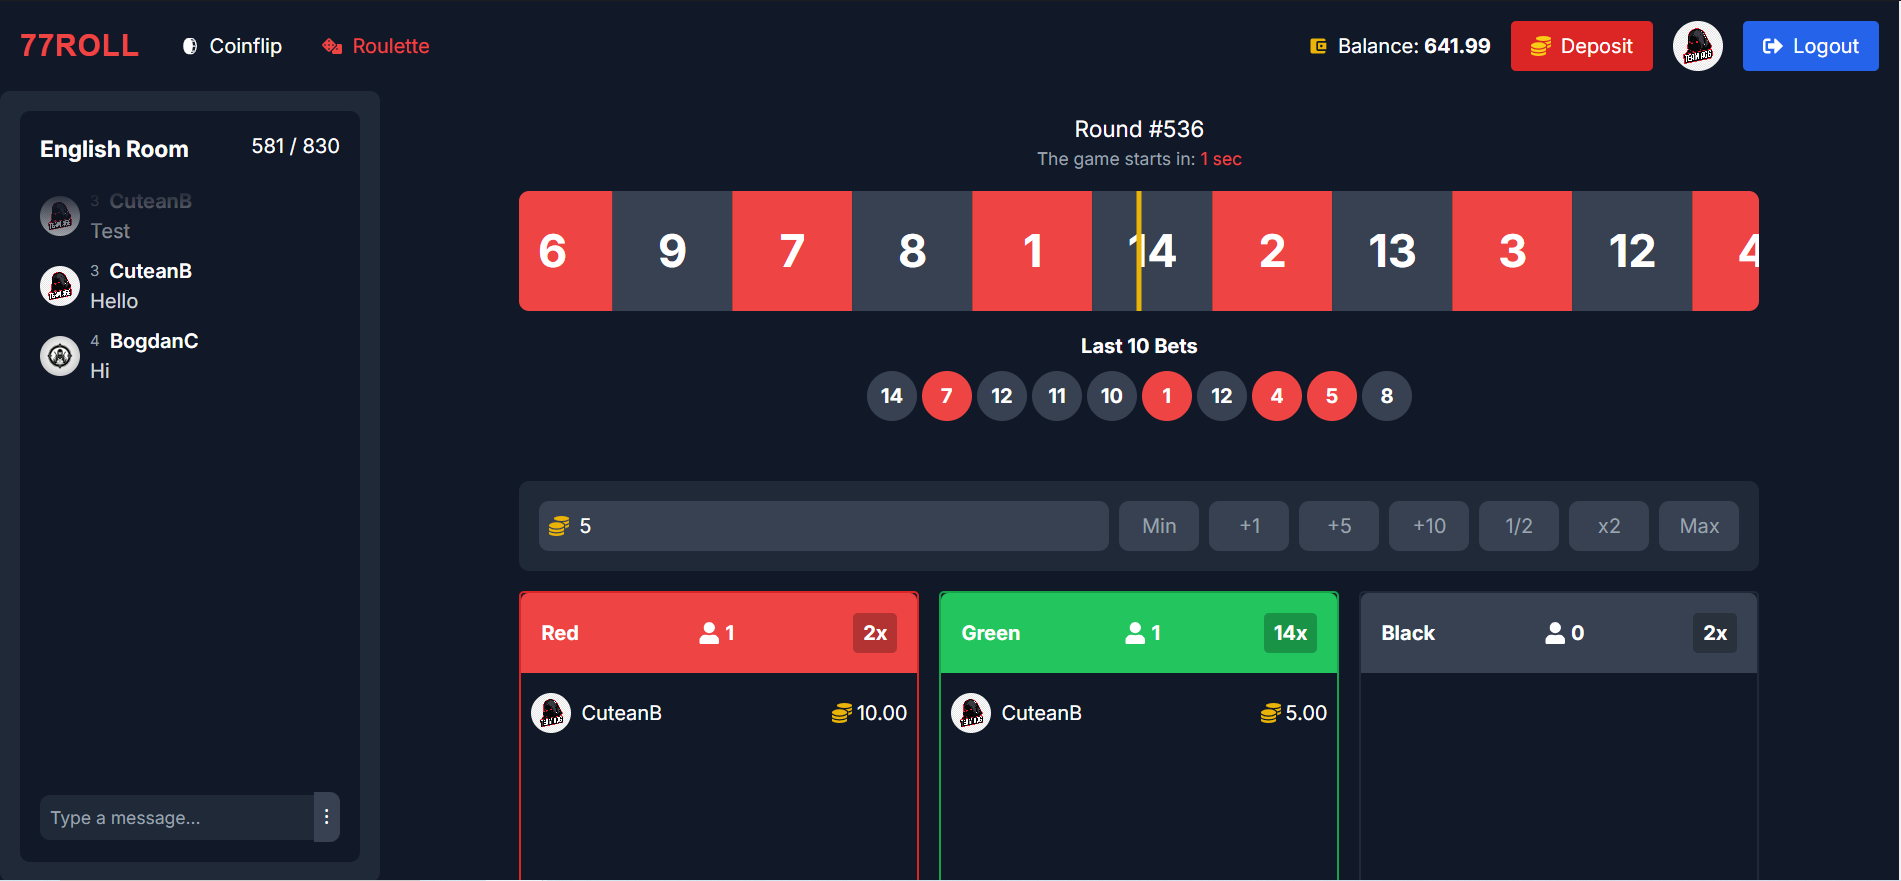 77ROLL Coinflip Roulette Balance: 641.99 Deposit Logout
English Room 581 / 830
3 CuteanB
Test
3 CuteanB
Hello
4 BogdanC
Hi
Type a message...
Round #536
The game starts in: 1 sec
6 9 7 8 1 14 2 13 3 12 4
Last 10 Bets
14 7 12 11 10 1 12 4 5 8
5 Min +1 +5 +10 1/2 x2 Max
Red 1 2x
CuteanB 10.00
Green 1 14x
CuteanB 5.00
Black 0 2x